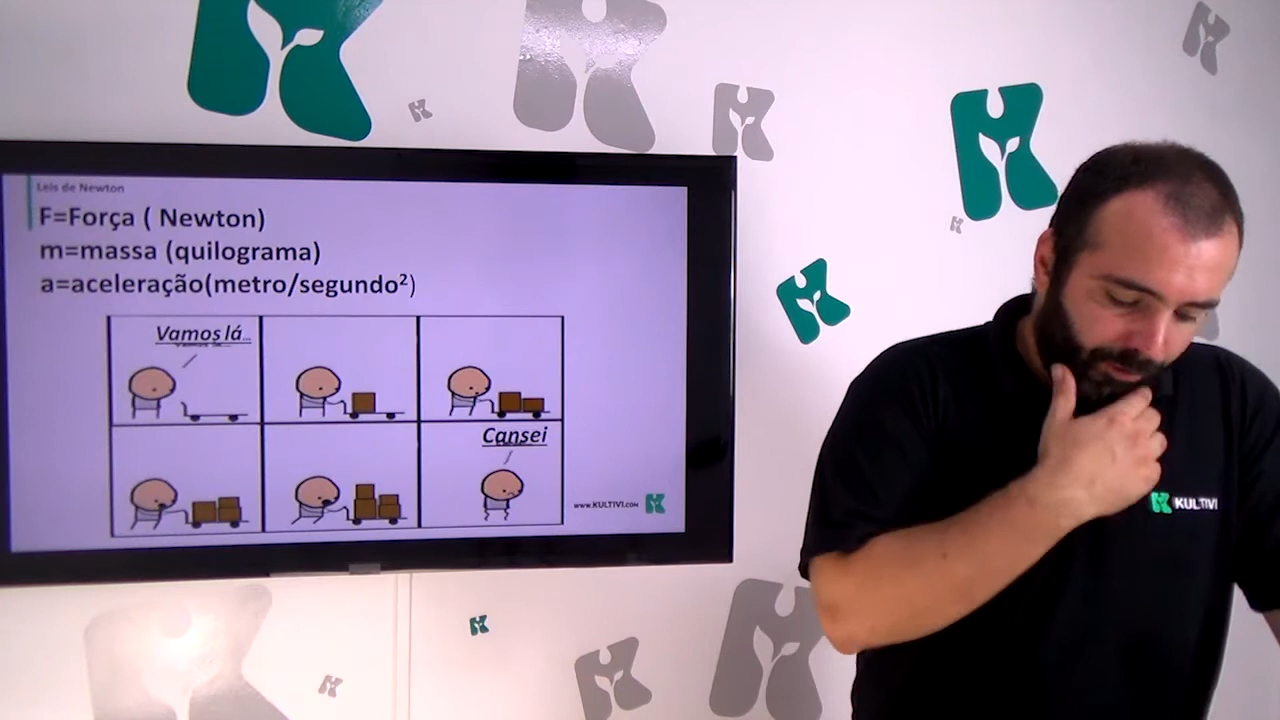 Leis de Newton
F=Força ( Newton)
m=massa (quilograma)
a=aceleração(metro/segundo²)
Vamos lá...
Cansei
www.KULTIVI.com
KULTIVI